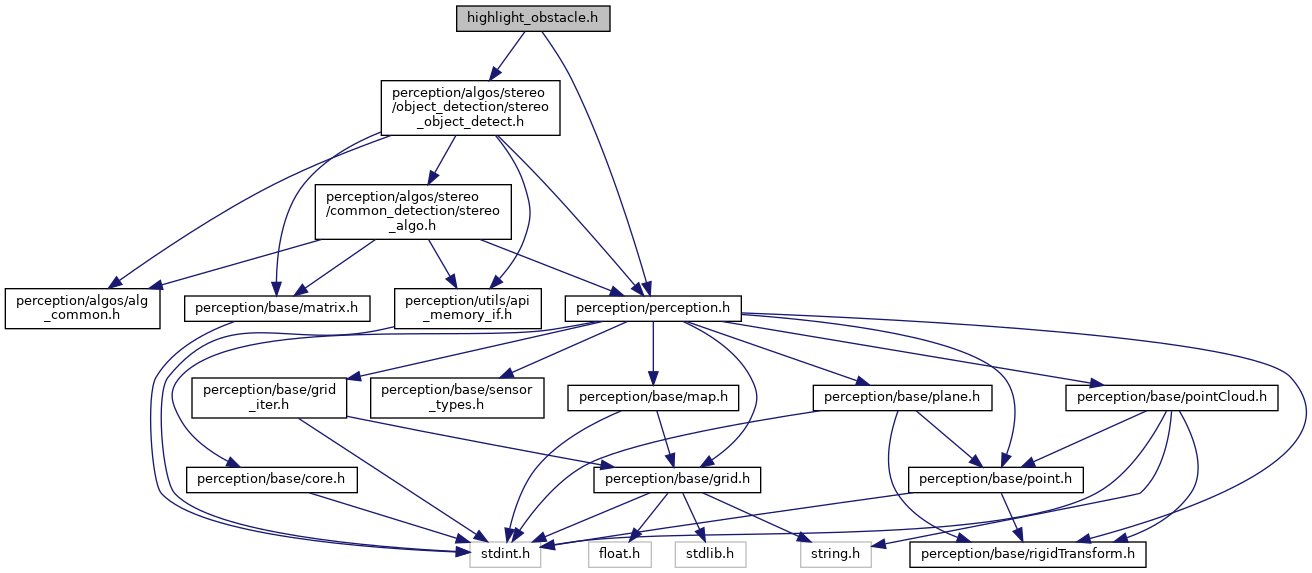 highlight_obstacle.h
perception/algos/stereo
/object_detection/stereo
_object_detect.h
perception/algos/stereo
/common_detection/stereo
_algo.h
perception/algos/alg
_common.h
perception/base/matrix.h
perception/utils/api
_memory_if.h
perception/perception.h
perception/base/grid
_iter.h
perception/base/sensor
_types.h
perception/base/map.h
perception/base/plane.h
perception/base/pointCloud.h
perception/base/core.h
perception/base/grid.h
perception/base/point.h
stdint.h
float.h
stdlib.h
string.h
perception/base/rigidTransform.h